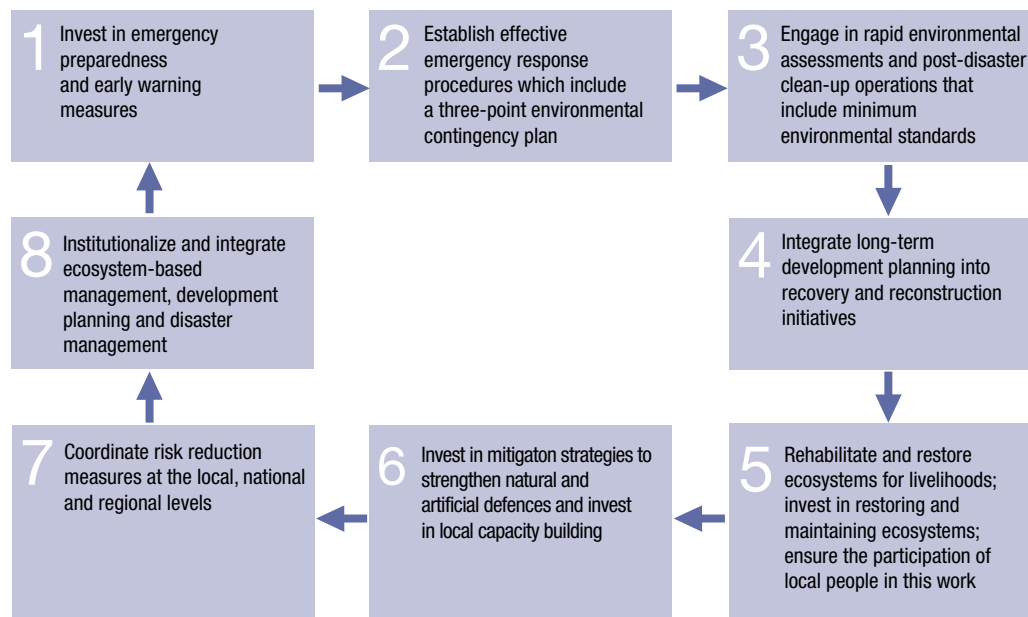 1
Invest in emergency
preparedness
and early warning
measures
2
Establish effective
emergency response
procedures which include
a three-point environmental
contingency plan
3
Engage in rapid environmental
assessments and post-disaster
clean-up operations that
include minimum
environmental standards
4
Integrate long-term
development planning into
recovery and reconstruction
initiatives
5
Rehabilitate and restore
ecosystems for livelihoods;
invest in restoring and
maintaining ecosystems;
ensure the participation of
local people in this work
6
Invest in mitigaton strategies to
strengthen natural and
artificial defences and invest
in local capacity building
7
Coordinate risk reduction
measures at the local, national
and regional levels
8
Institutionalize and integrate
ecosystem-based
management, development
planning and disaster
management